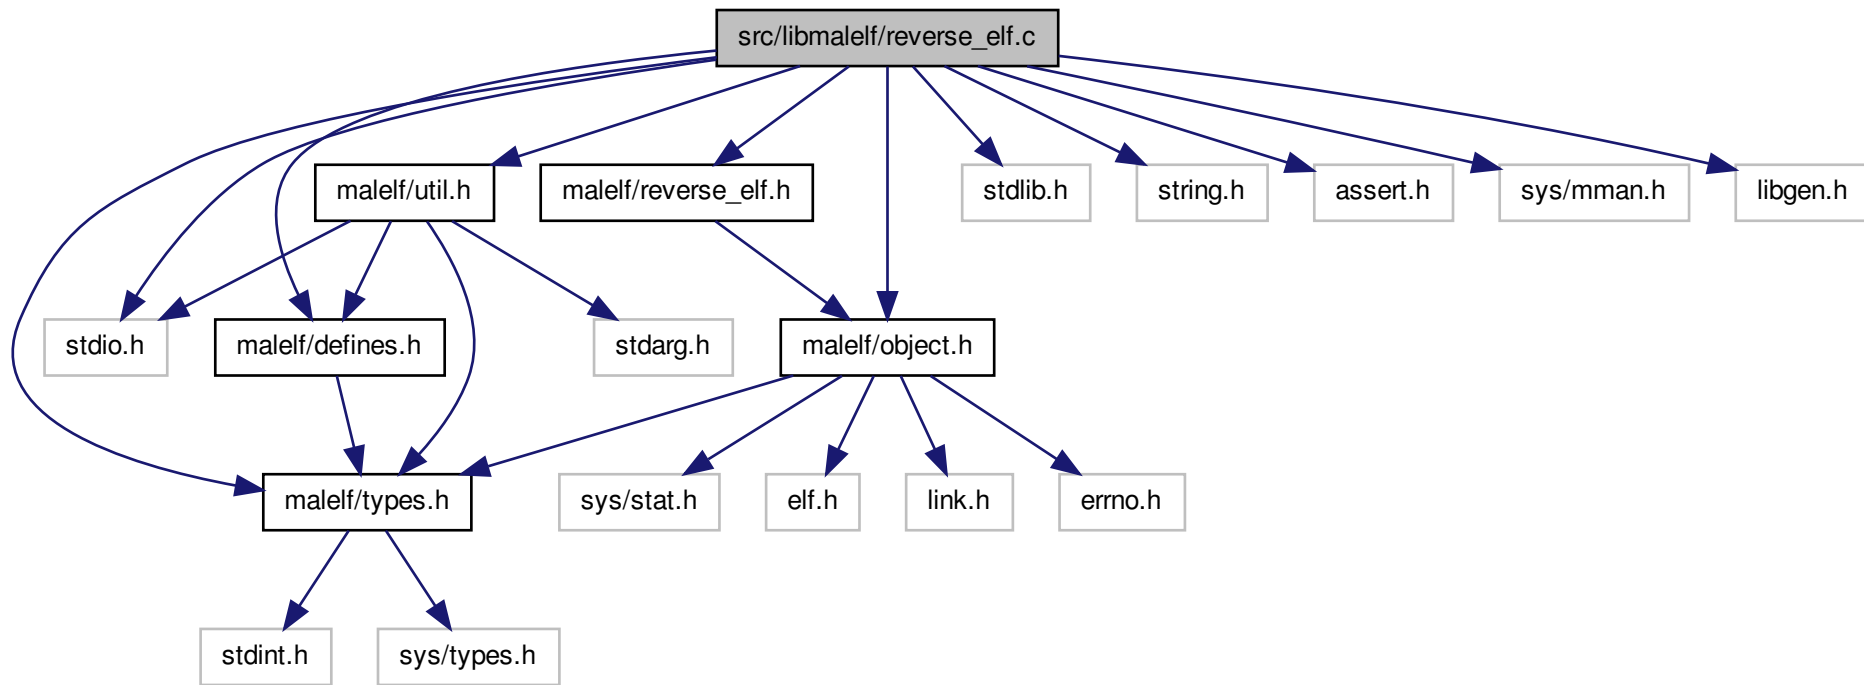 src/libmalelf/reverse_elf.c
malelf/util.h
malelf/reverse_elf.h
stdlib.h
string.h
assert.h
sys/mman.h
libgen.h
stdio.h
malelf/defines.h
stdarg.h
malelf/object.h
malelf/types.h
sys/stat.h
elf.h
link.h
errno.h
stdint.h
sys/types.h